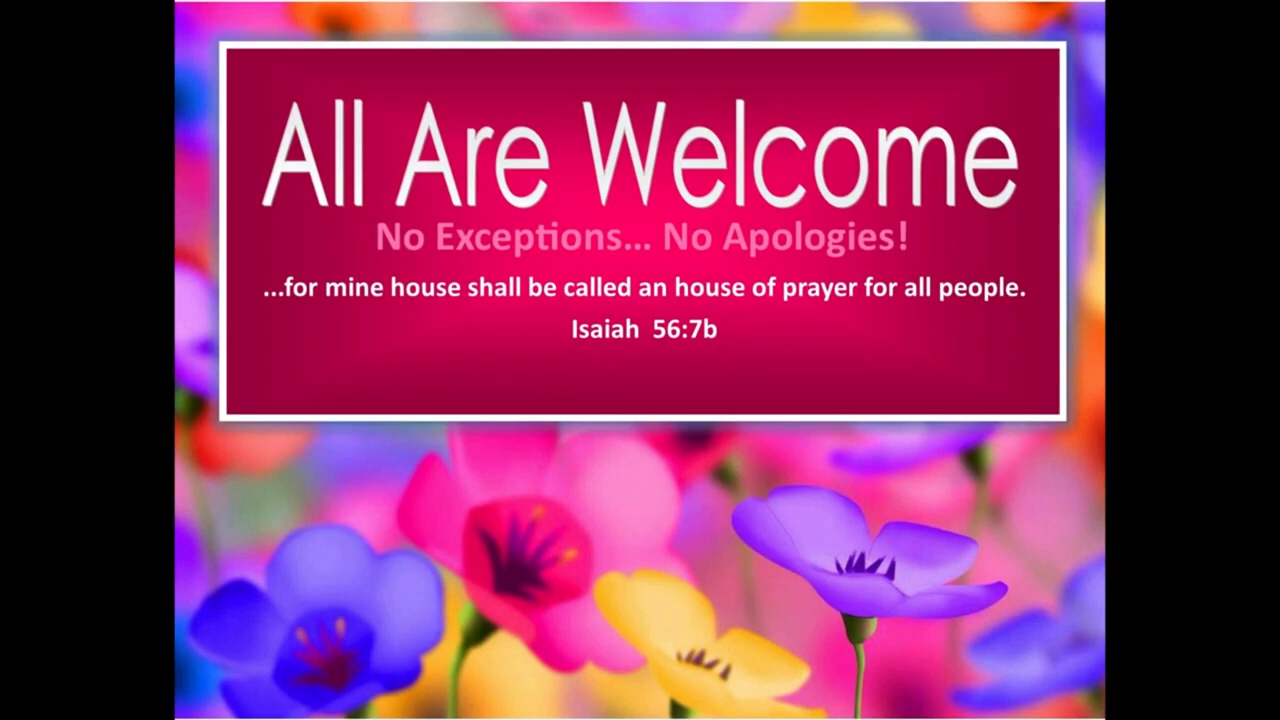 All Are Welcome
No Exceptions... No Apologies!
...for mine house shall be called an house of prayer for all people.
Isaiah  56:7b